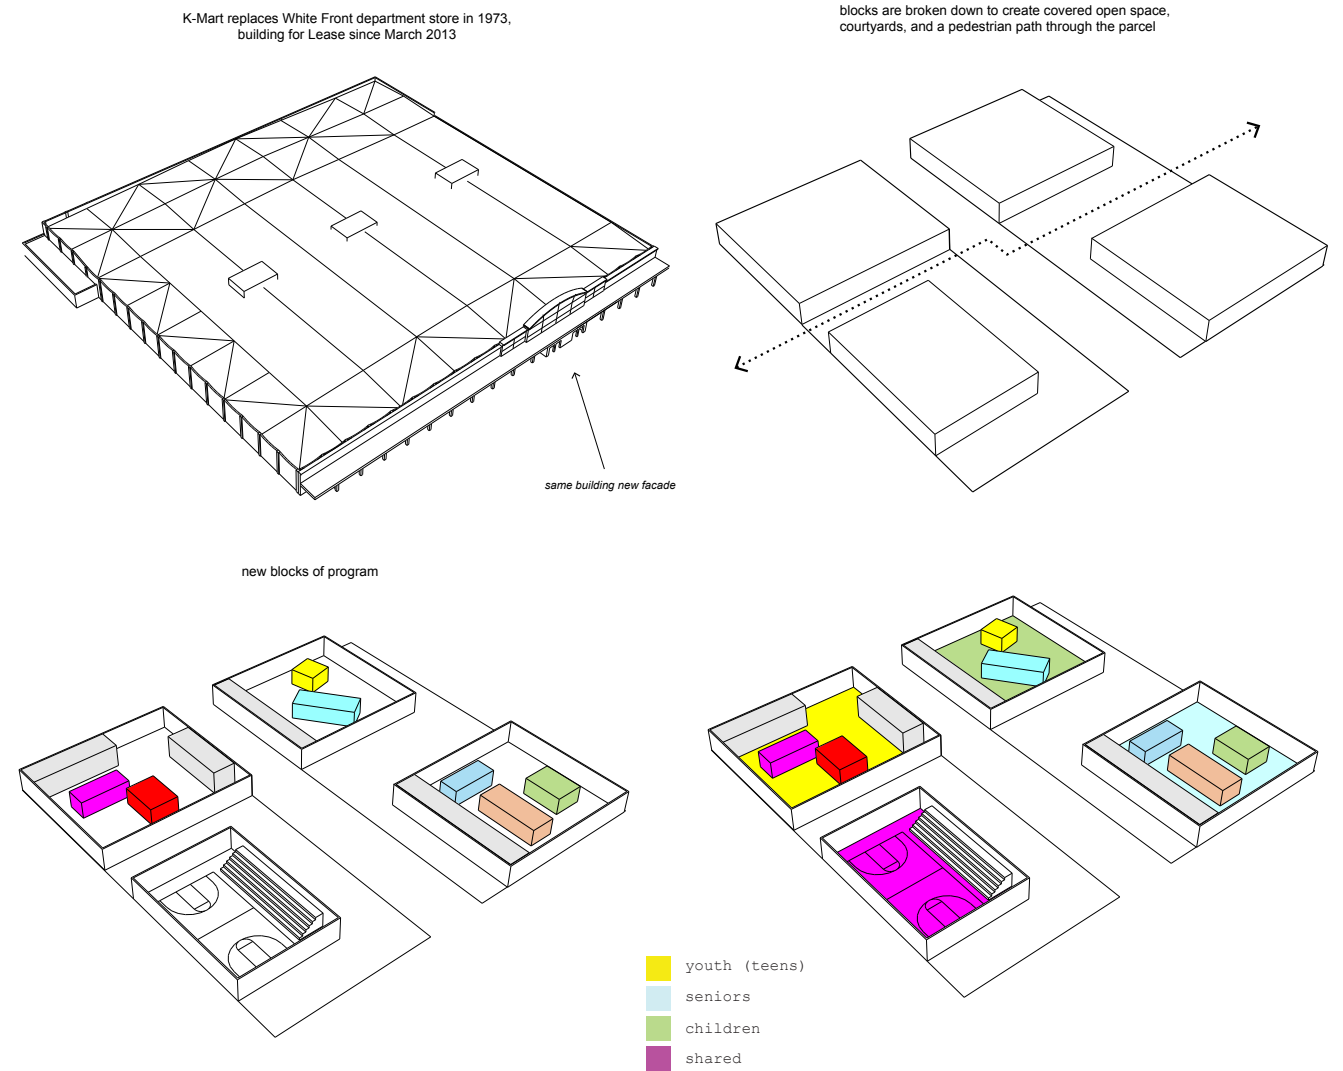 K-Mart replaces White Front department store in 1973,
building for Lease since March 2013
blocks are broken down to create covered open space,
courtyards, and a pedestrian path through the parcel
same building new facade
new blocks of program
youth (teens)
seniors
children
shared